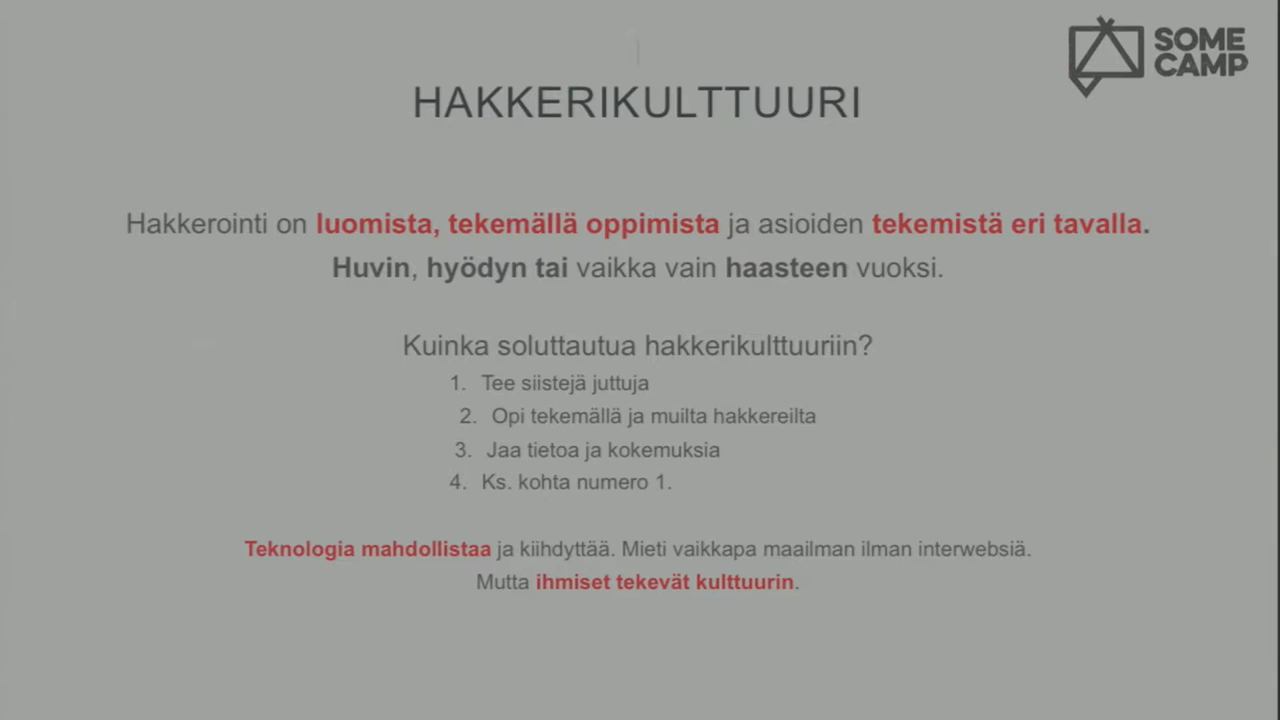 SOME
CAMP
HAKKERIKULTTUURI
Hakkerointi on luomista, tekemällä oppimista ja asioiden tekemistä eri tavalla.
Huvin, hyödyn tai vaikka vain haasteen vuoksi.
Kuinka soluttautua hakkerikulttuuriin?
1. Tee siistejä juttuja
2. Opi tekemällä ja muilta hakkereilta
3. Jaa tietoa ja kokemuksia
4. Ks. kohta numero 1.
Teknologia mahdollistaa ja kiihdyttää. Mieti vaikkapa maailman ilman interwebsiä.
Mutta ihmiset tekevät kulttuurin.